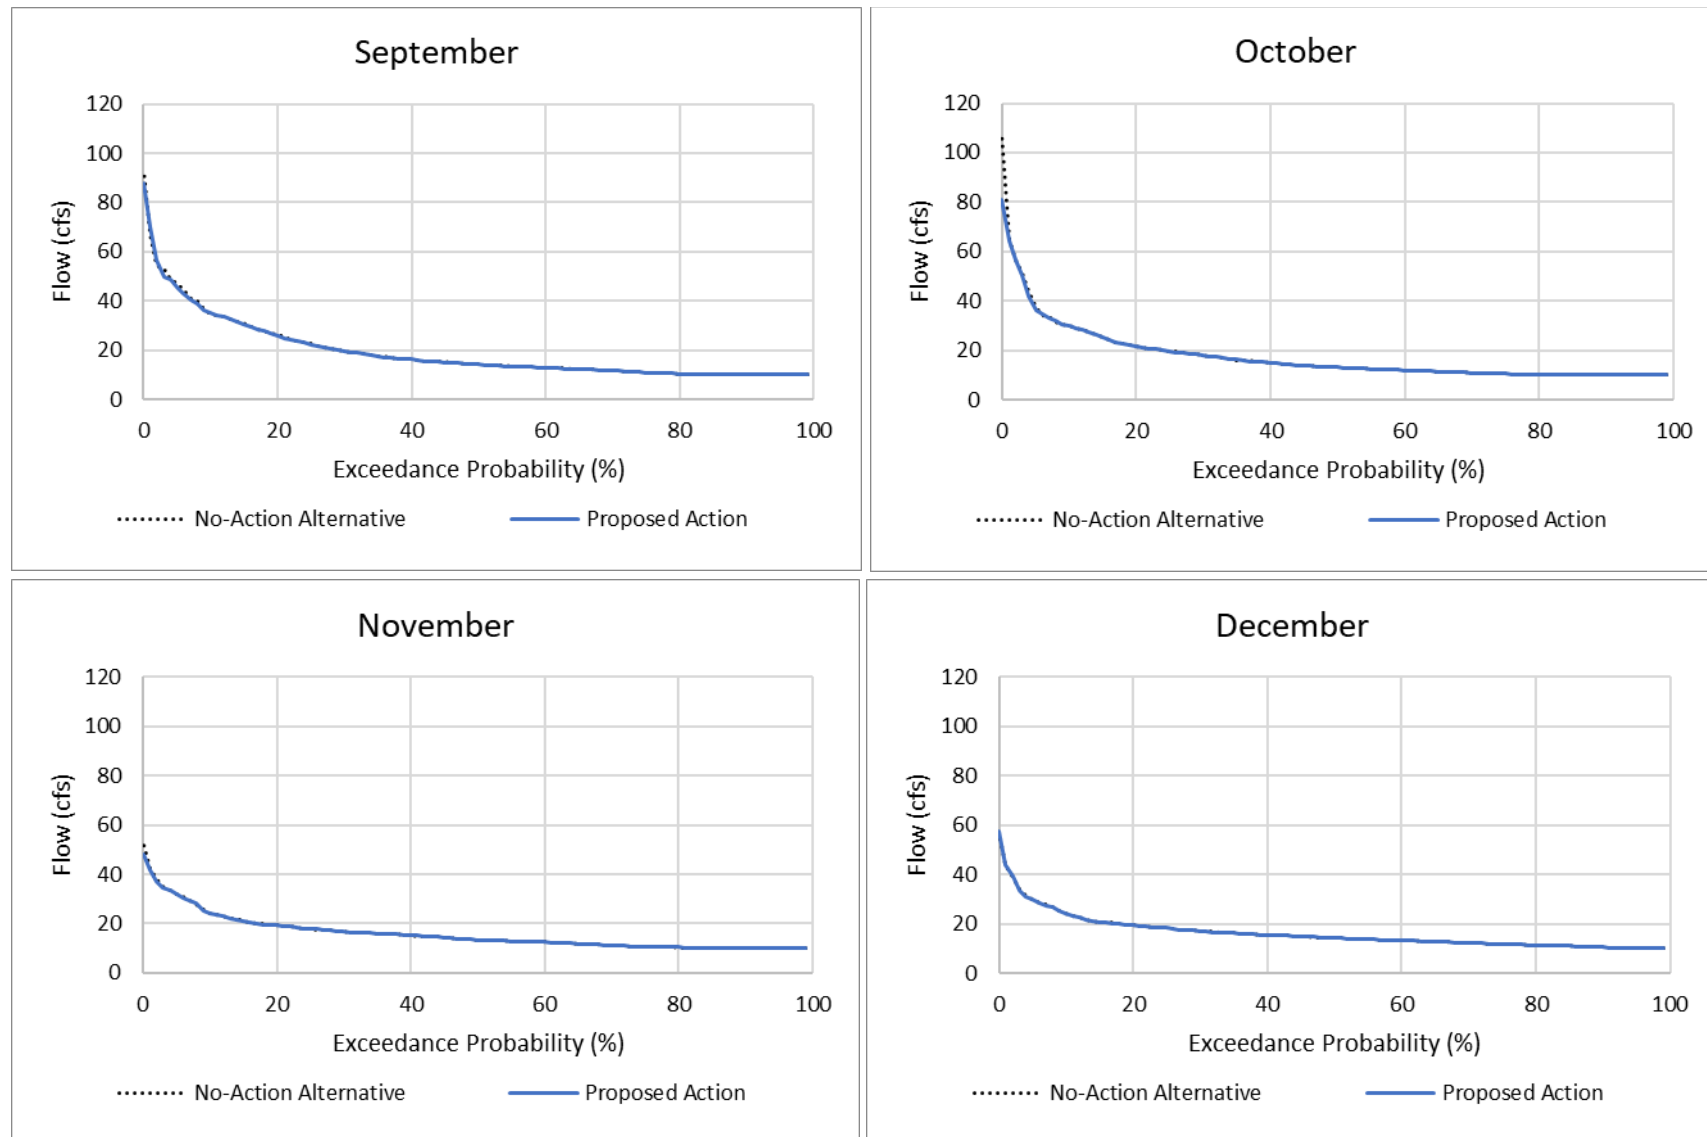 September
120
100
80
60
40
20
0
Flow (cfs)
0 20 40 60 80 100
Exceedance Probability (%)
No-Action Alternative Proposed Action
October
120
100
80
60
40
20
0
Flow (cfs)
0 20 40 60 80 100
Exceedance Probability (%)
No-Action Alternative Proposed Action
November
120
100
80
60
40
20
0
Flow (cfs)
0 20 40 60 80 100
Exceedance Probability (%)
No-Action Alternative Proposed Action
December
120
100
80
60
40
20
0
Flow (cfs)
0 20 40 60 80 100
Exceedance Probability (%)
No-Action Alternative Proposed Action